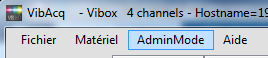 VibAcq - Vibox 4 channels - Hostname=19
Fichier Matériel AdminMode Aide